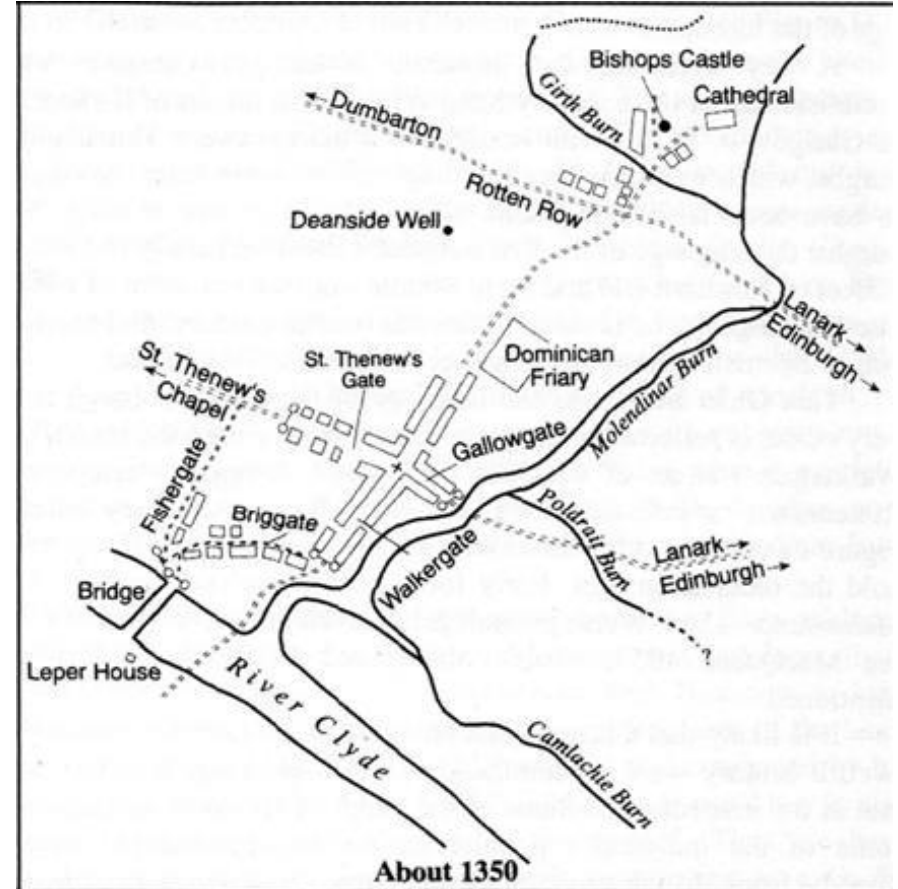 Bishops Castle
Cathedral
Girth Burn
Dumbarton
Rotten Row
Deanside Well
Lanark
Edinburgh
St. Thenew's
Chapel
St. Thenew's
Gate
Dominican
Friary
Gallowgate
Molendinar Burn
Fishergate
Briggate
Poldrait Burn
Lanark
Edinburgh
Walkergate
Bridge
Leper House
River Clyde
Camlachie Burn
About 1350